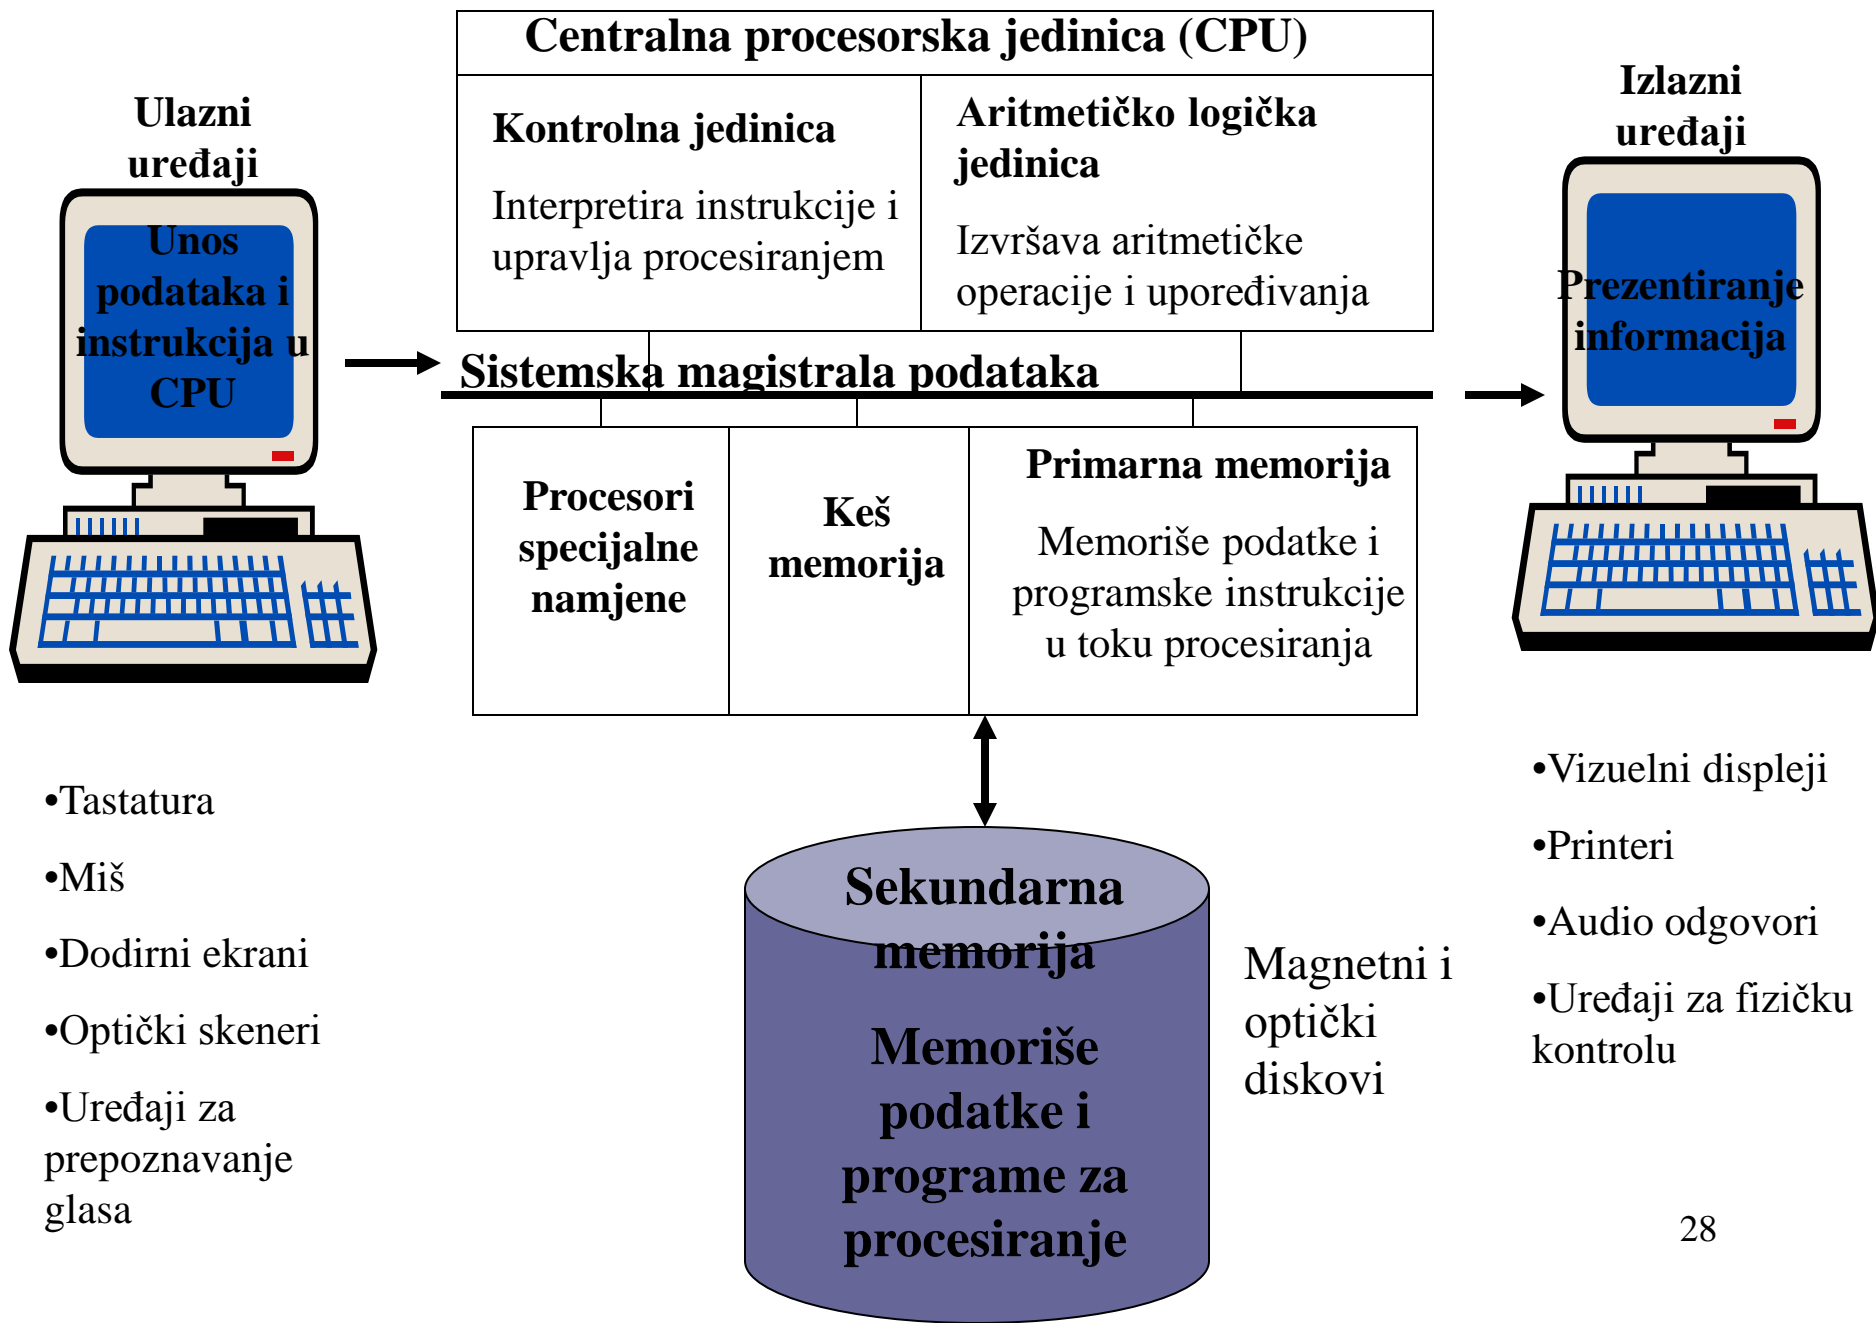 Centralna procesorska jedinica (CPU)
Ulazni
uređaji
Unos
podataka i
instrukcija u
CPU
Kontrolna jedinica
Interpretira instrukcije i
upravlja procesiranjem
Aritmetičko logička
jedinica
Izvršava aritmetičke
operacije i upoređivanja
Izlazni
uređaji
Prezentiranje
informacija
Sistemska magistrala podataka
Procesori
specijalne
namjene
Keš
memorija
Primarna memorija
Memoriše podatke i
programske instrukcije
u toku procesiranja
•Tastatura
•Miš
•Dodirni ekrani
•Optički skeneri
•Uređaji za
prepoznavanje
glasa
Sekundarna
memorija
Memoriše
podatke i
programe za
procesiranje
Magnetni i
optički
diskovi
•Vizuelni displeji
•Printeri
•Audio odgovori
•Uređaji za fizičku
kontrolu
28